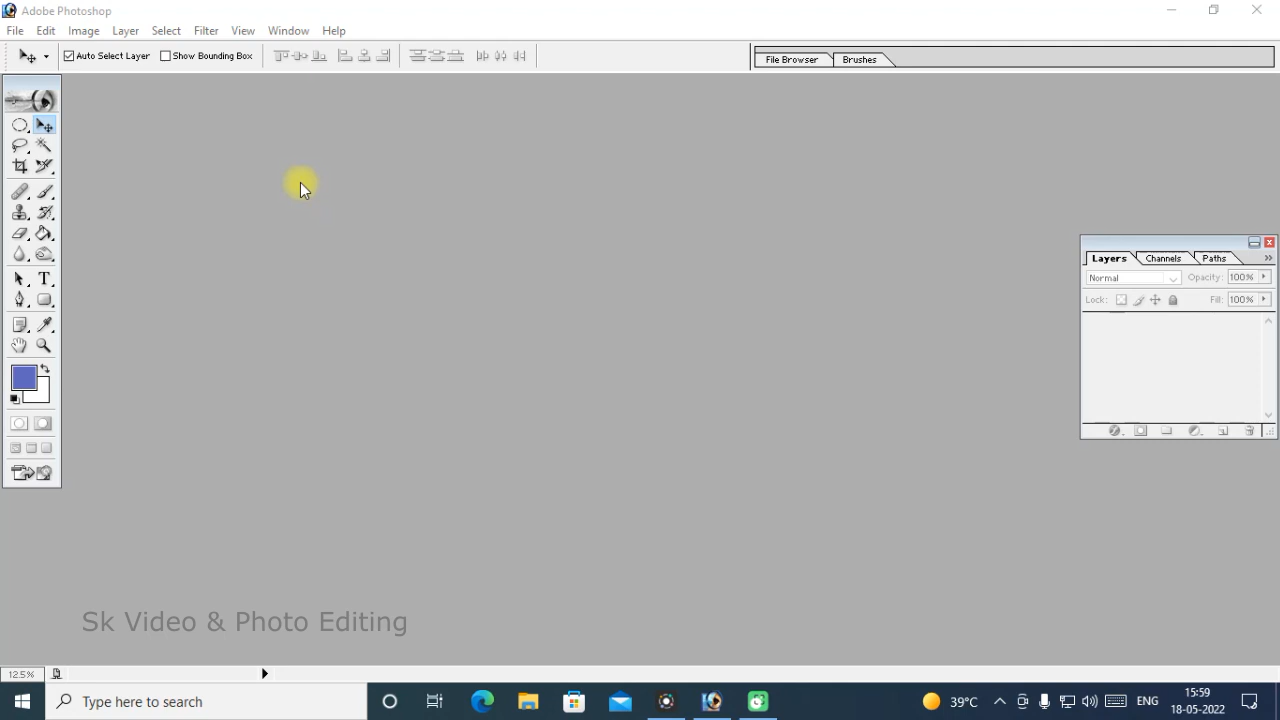 Adobe Photoshop
File Edit Image Layer Select Filter View Window Help
Auto Select Layer Show Bounding Box File Browser Brushes
Layers Channels Paths
Normal Opacity: 100%
Lock: Fill: 100%
T
Sk Video & Photo Editing
12.5%
Type here to search 39°C ENG 15:59
18-05-2022